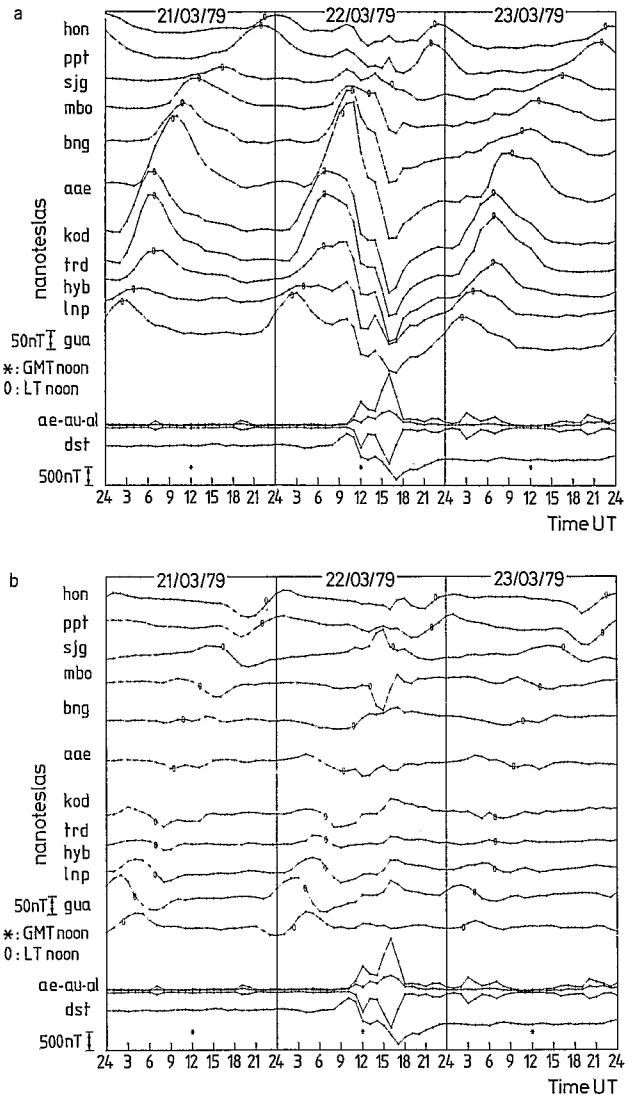 a
21/03/79 22/03/79 23/03/79
hon
ppt
sjg
mbo
bng
aae
kod
trd
hyb
lnp
50nT gua
nanoteslas
*: GMT noon
0: LT noon
ae-au-al
dst
500nT
24 3 6 9 12 15 18 21 24 3 6 9 12 15 18 21 24 3 6 9 12 15 18 21 24
Time UT
b
21/03/79 22/03/79 23/03/79
hon
ppt
sjg
mbo
bng
aae
kod
trd
hyb
lnp
50nT gua
nanoteslas
*: GMT noon
0: LT noon
ae-au-al
dst
500nT
24 3 6 9 12 15 18 21 24 3 6 9 12 15 18 21 24 3 6 9 12 15 18 21 24
Time UT